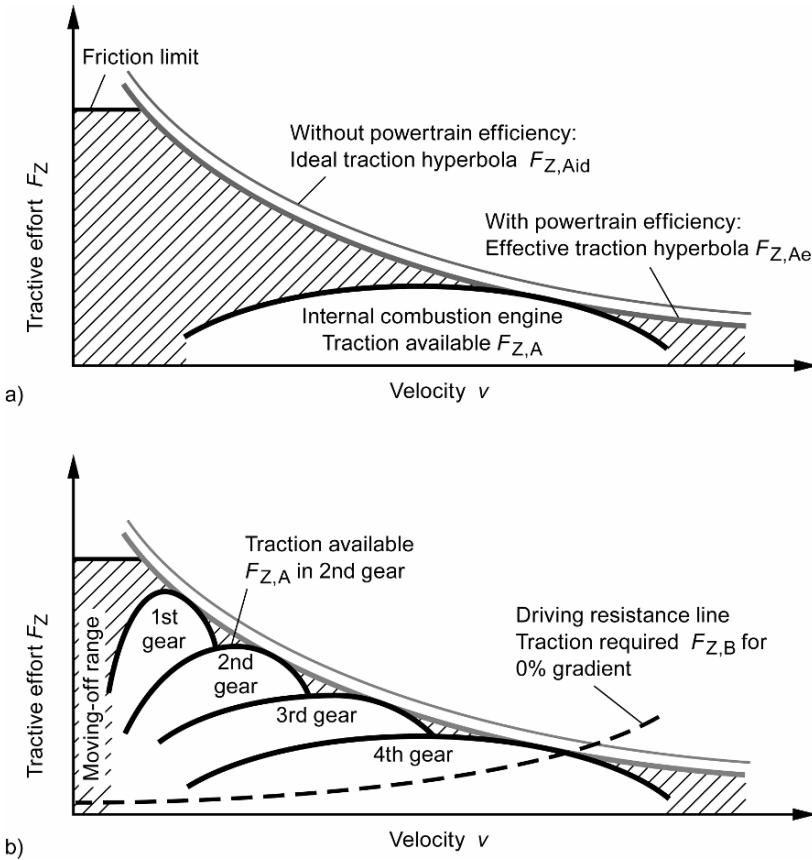 Friction limit
Without powertrain efficiency:
Ideal traction hyperbola F_Z,Aid
With powertrain efficiency:
Effective traction hyperbola F_Z,Ae
Internal combustion engine
Traction available F_Z,A
Tractive effort F_Z
Velocity v
a)
Traction available
F_Z,A in 2nd gear
Driving resistance line
Traction required F_Z,B for
0% gradient
1st
gear
2nd
gear
3rd gear
4th gear
Moving-off range
Tractive effort F_Z
Velocity v
b)